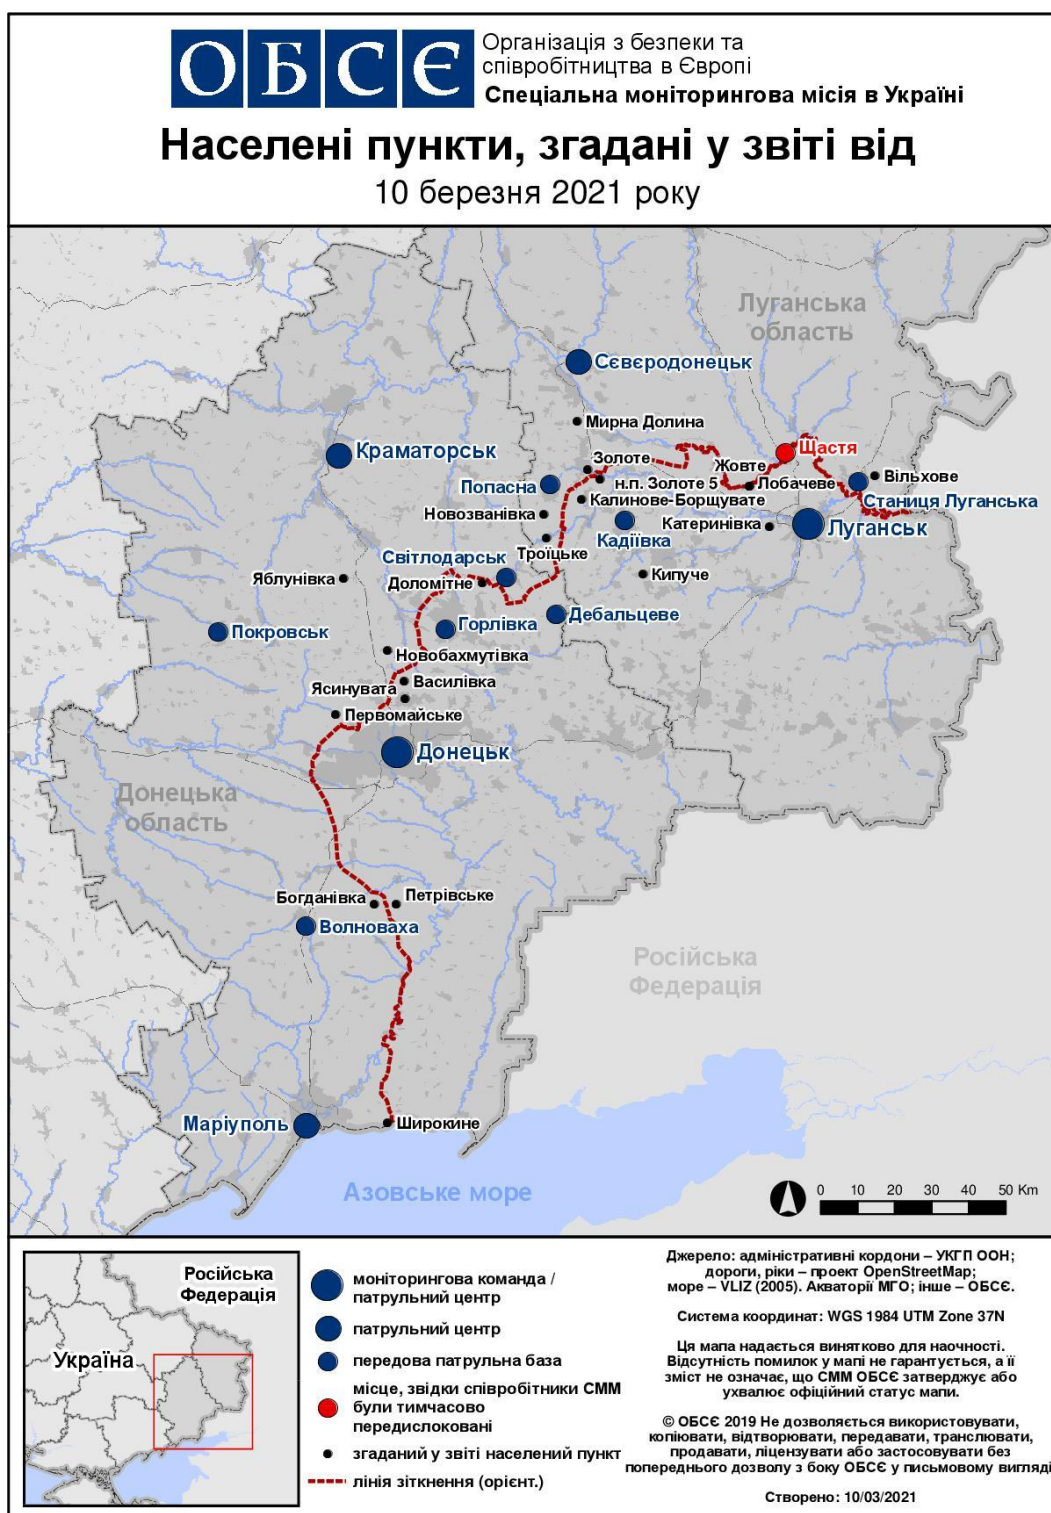 ОБСЄ
Організація з безпеки та
співробітництва в Європі
Спеціальна моніторингова місія в Україні
Населені пункти, згадані у звіті від
10 березня 2021 року
Луганська
область
Сєвєродонецьк
Мирна Долина
Краматорськ
Щастя
Золоте
Жовте
Вільхове
Попасна
н.п. Золоте 5
Лобачеве
Калинове-Борщувате
Станиця Луганська
Новозванівка
Катеринівка
Луганськ
Кадіївка
Троїцьке
Світлодарськ
Яблунівка
Доломітне
Кипуче
Дебальцеве
Покровськ
Горлівка
Новобахмутівка
Василівка
Ясинувата
Первомайське
Донецьк
Донецька
область
Богданівка
Петрівське
Волноваха
Російська
Федерація
Маріуполь
Широкине
Азовське море
0 10 20 30 40 50 Km
Російська
Федерація
Україна
моніторингова команда /
патрульний центр
патрульний центр
передова патрульна база
місце, звідки співробітники СММ
були тимчасово
передислоковані
згаданий у звіті населений пункт
лінія зіткнення (орієнт.)
Джерело: адміністративні кордони – УКГП ООН;
дороги, ріки – проект OpenStreetMap;
море – VLIZ (2005). Акваторії МГО; інше – ОБСЄ.
Система координат: WGS 1984 UTM Zone 37N
Ця мапа надається винятково для наочності.
Відсутність помилок у мапі не гарантується, а її
зміст не означає, що СММ ОБСЄ затверджує або
ухвалює офіційний статус мапи.
© ОБСЄ 2019 Не дозволяється використовувати,
копіювати, відтворювати, передавати, транслювати,
продавати, ліцензувати або застосовувати без
попереднього дозволу з боку ОБСЄ у письмовому вигляді
Створено: 10/03/2021